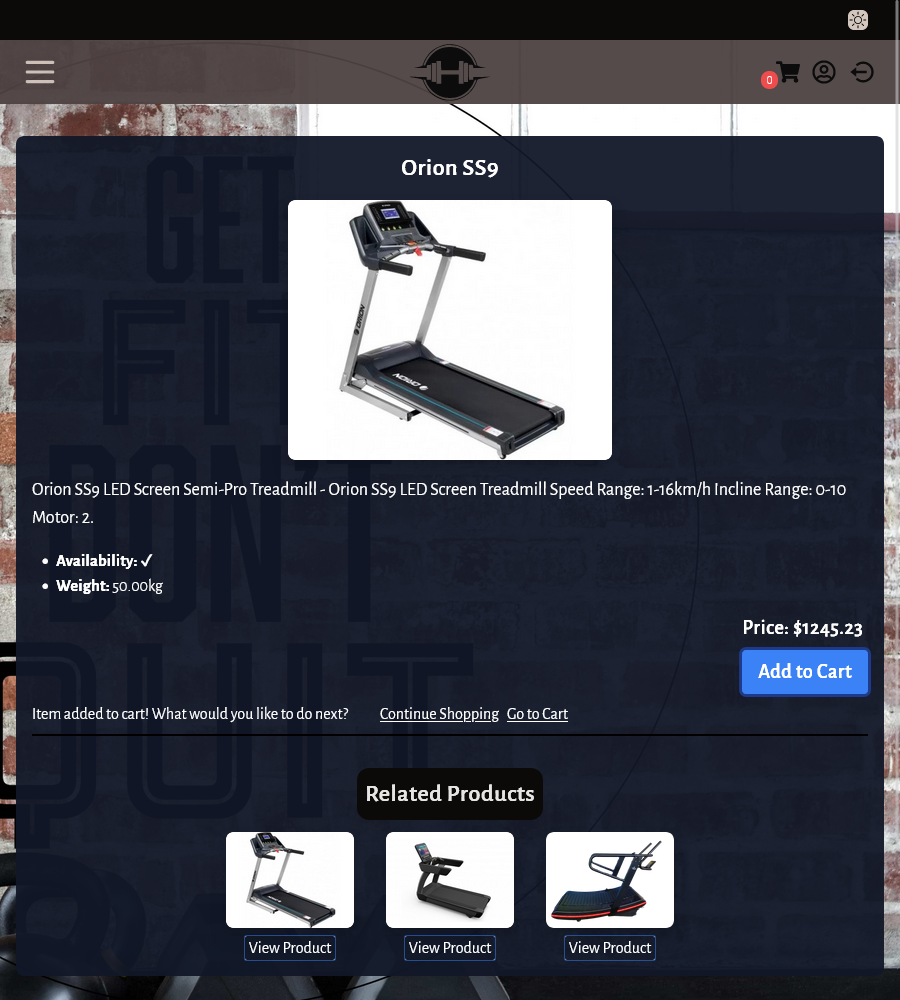 0
Orion SS9
GET
FIT
DON'T
QUIT
ORION
ORION
Orion SS9 LED Screen Semi-Pro Treadmill - Orion SS9 LED Screen Treadmill Speed Range: 1-16km/h Incline Range: 0-10
Motor: 2.
Availability: ✓
Weight: 50.00kg
Price: $1245.23
Add to Cart
Item added to cart! What would you like to do next? Continue Shopping Go to Cart
Related Products
View Product View Product View Product